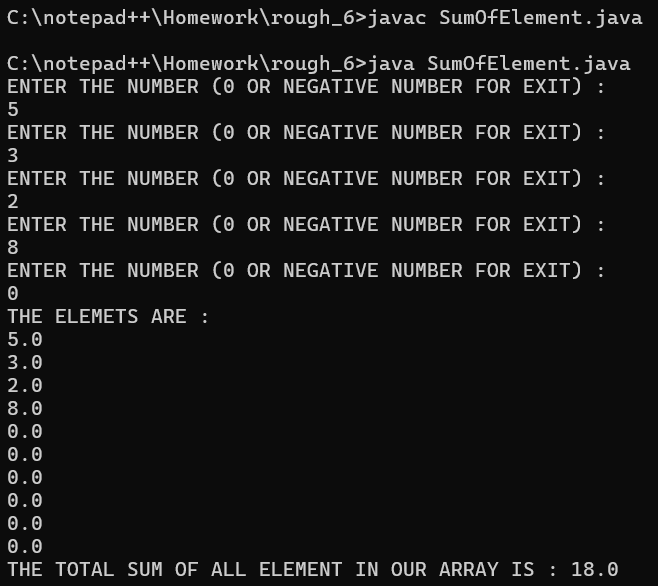 C:\notepad++\Homework\rough_6>javac SumOfElement.java
C:\notepad++\Homework\rough_6>java SumOfElement.java
ENTER THE NUMBER (0 OR NEGATIVE NUMBER FOR EXIT) :
5
ENTER THE NUMBER (0 OR NEGATIVE NUMBER FOR EXIT) :
3
ENTER THE NUMBER (0 OR NEGATIVE NUMBER FOR EXIT) :
2
ENTER THE NUMBER (0 OR NEGATIVE NUMBER FOR EXIT) :
8
ENTER THE NUMBER (0 OR NEGATIVE NUMBER FOR EXIT) :
0
THE ELEMETS ARE :
5.0
3.0
2.0
8.0
0.0
0.0
0.0
0.0
0.0
0.0
THE TOTAL SUM OF ALL ELEMENT IN OUR ARRAY IS : 18.0